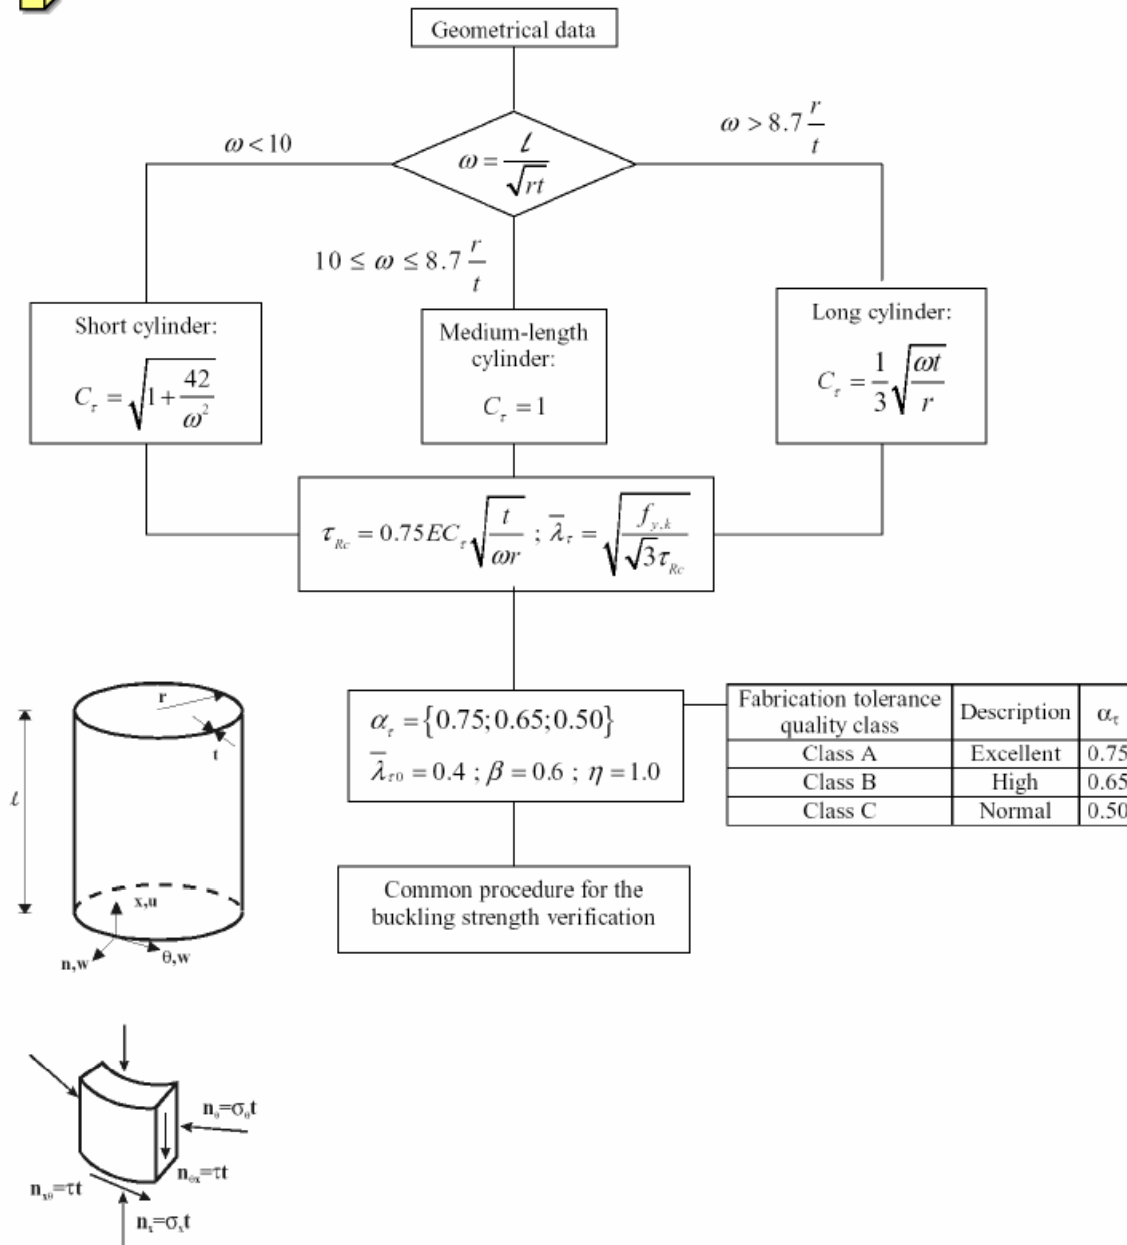 Geometrical data
ω < 10
ω = ℓ / √(rt)
ω > 8.7 r/t
10 ≤ ω ≤ 8.7 r/t
Short cylinder:
C_τ = √(1 + 42/ω²)
Medium-length
cylinder:
C_τ = 1
Long cylinder:
C_τ = 1/3 √(ωt/r)
τ_Rc = 0.75EC_τ √(t/(ωr)) ; λ̄_τ = √(f_y,k / (√3 τ_Rc))
α_τ = {0.75; 0.65; 0.50}
λ̄_τ0 = 0.4 ; β = 0.6 ; η = 1.0
Fabrication tolerance
quality class
Description
α_τ
Class A
Excellent
0.75
Class B
High
0.65
Class C
Normal
0.50
Common procedure for the
buckling strength verification
r
t
ℓ
x,u
n,w
θ,w
n_θ=σ_θt
n_xθ=τt
n_θx=τt
n_x=σ_xt